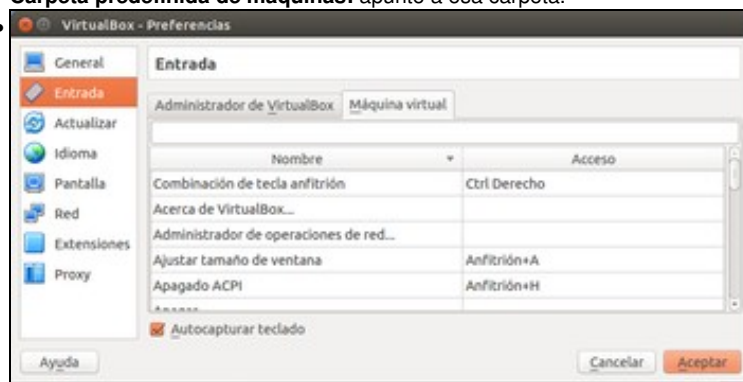 Carpeta predefinida de máquinas: apunto a esa carpeta.
VirtualBox - Preferencias
General
Entrada
Actualizar
Idioma
Pantalla
Red
Extensiones
Proxy
Entrada
Administrador de VirtualBox Máquina virtual
Nombre Acceso
Combinación de tecla anfitrión Ctrl Derecho
Acerca de VirtualBox...
Administrador de operaciones de red...
Ajustar tamaño de ventana Anfitrión+A
Apagado ACPI Anfitrión+H
Autocapturar teclado
Ayuda Cancelar Aceptar